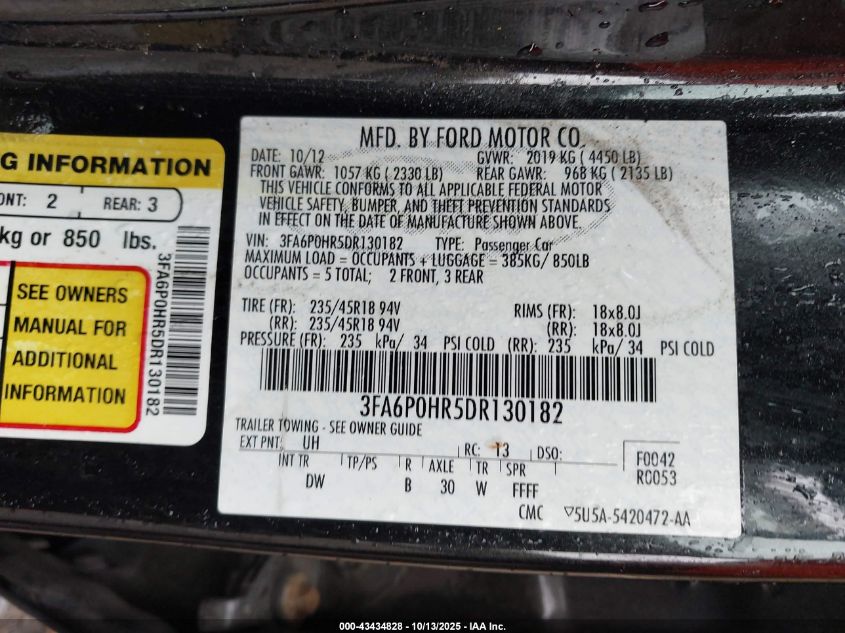 G INFORMATION
ONT: 2 REAR: 3
kg or 850 lbs.
SEE OWNERS
MANUAL FOR
ADDITIONAL
INFORMATION
3FA6P0HR5DR130182
MFD. BY FORD MOTOR CO.
DATE: 10/12 GVWR: 2019 KG ( 4450 LB)
FRONT GAWR: 1057 KG ( 2330 LB) REAR GAWR: 968 KG ( 2135 LB)
THIS VEHICLE CONFORMS TO ALL APPLICABLE FEDERAL MOTOR
VEHICLE SAFETY, BUMPER, AND THEFT PREVENTION STANDARDS
IN EFFECT ON THE DATE OF MANUFACTURE SHOWN ABOVE.
VIN: 3FA6P0HR5DR130182 TYPE: Passenger Car
MAXIMUM LOAD = OCCUPANTS + LUGGAGE = 385KG/ 850LB
OCCUPANTS = 5 TOTAL; 2 FRONT, 3 REAR
TIRE (FR): 235/45R18 94V RIMS (FR): 18x8.0J
(RR): 235/45R18 94V (RR): 18x8.0J
PRESSURE (FR): 235 kPa/ 34 PSI COLD (RR): 235 kPa/ 34 PSI COLD
3FA6P0HR5DR130182
TRAILER TOWING - SEE OWNER GUIDE
EXT PNT: UH RC: 13 DSO:
F0042
R0053
INT TR TP/PS R AXLE TR SPR
DW B 30 W FFFF
CMC ▽5U5A-5420472-AA
000-43434828 | 10/13/2025 - IAA Inc.